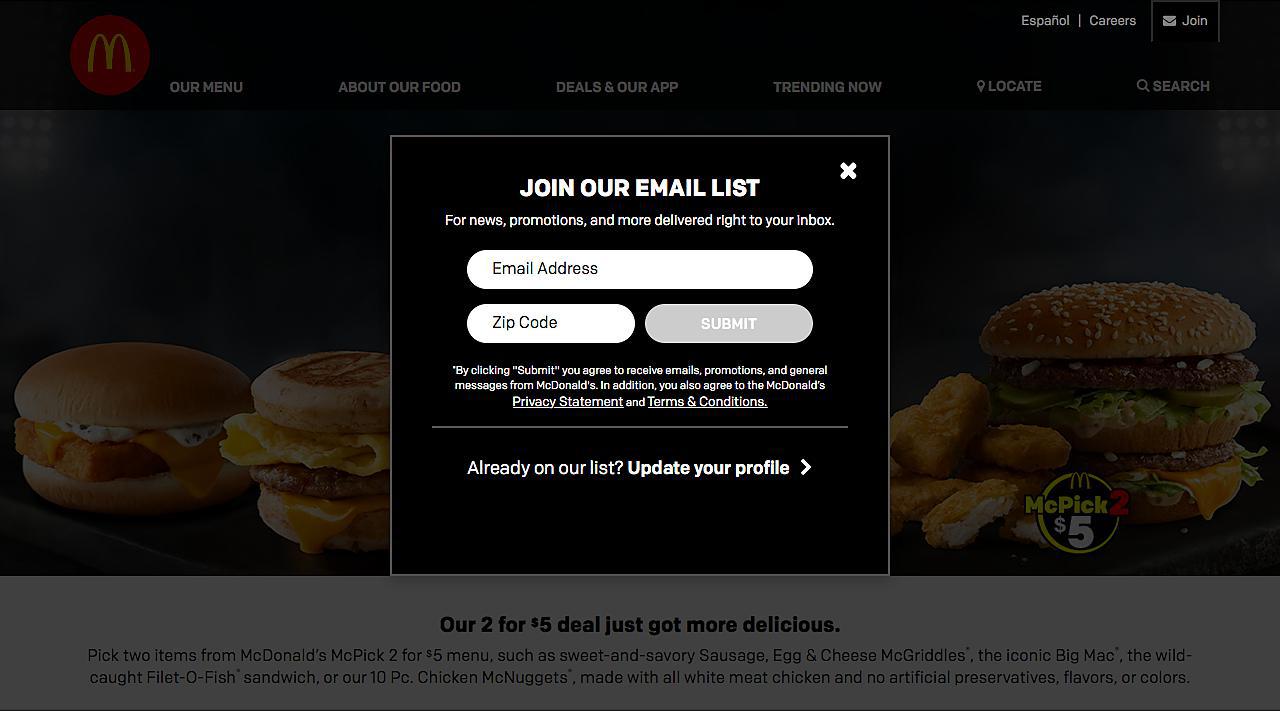 Español | Careers
Join
OUR MENU
ABOUT OUR FOOD
DEALS & OUR APP
TRENDING NOW
LOCATE
SEARCH
JOIN OUR EMAIL LIST
For news, promotions, and more delivered right to your inbox.
Email Address
Zip Code
SUBMIT
*By clicking "Submit" you agree to receive emails, promotions, and general
messages from McDonald's. In addition, you also agree to the McDonald's
Privacy Statement and Terms & Conditions.
Already on our list? Update your profile
McPick 2
$5
Our 2 for $5 deal just got more delicious.
Pick two items from McDonald's McPick 2 for $5 menu, such as sweet-and-savory Sausage, Egg & Cheese McGriddles®, the iconic Big Mac®, the wild-
caught Filet-O-Fish® sandwich, or our 10 Pc. Chicken McNuggets®, made with all white meat chicken and no artificial preservatives, flavors, or colors.